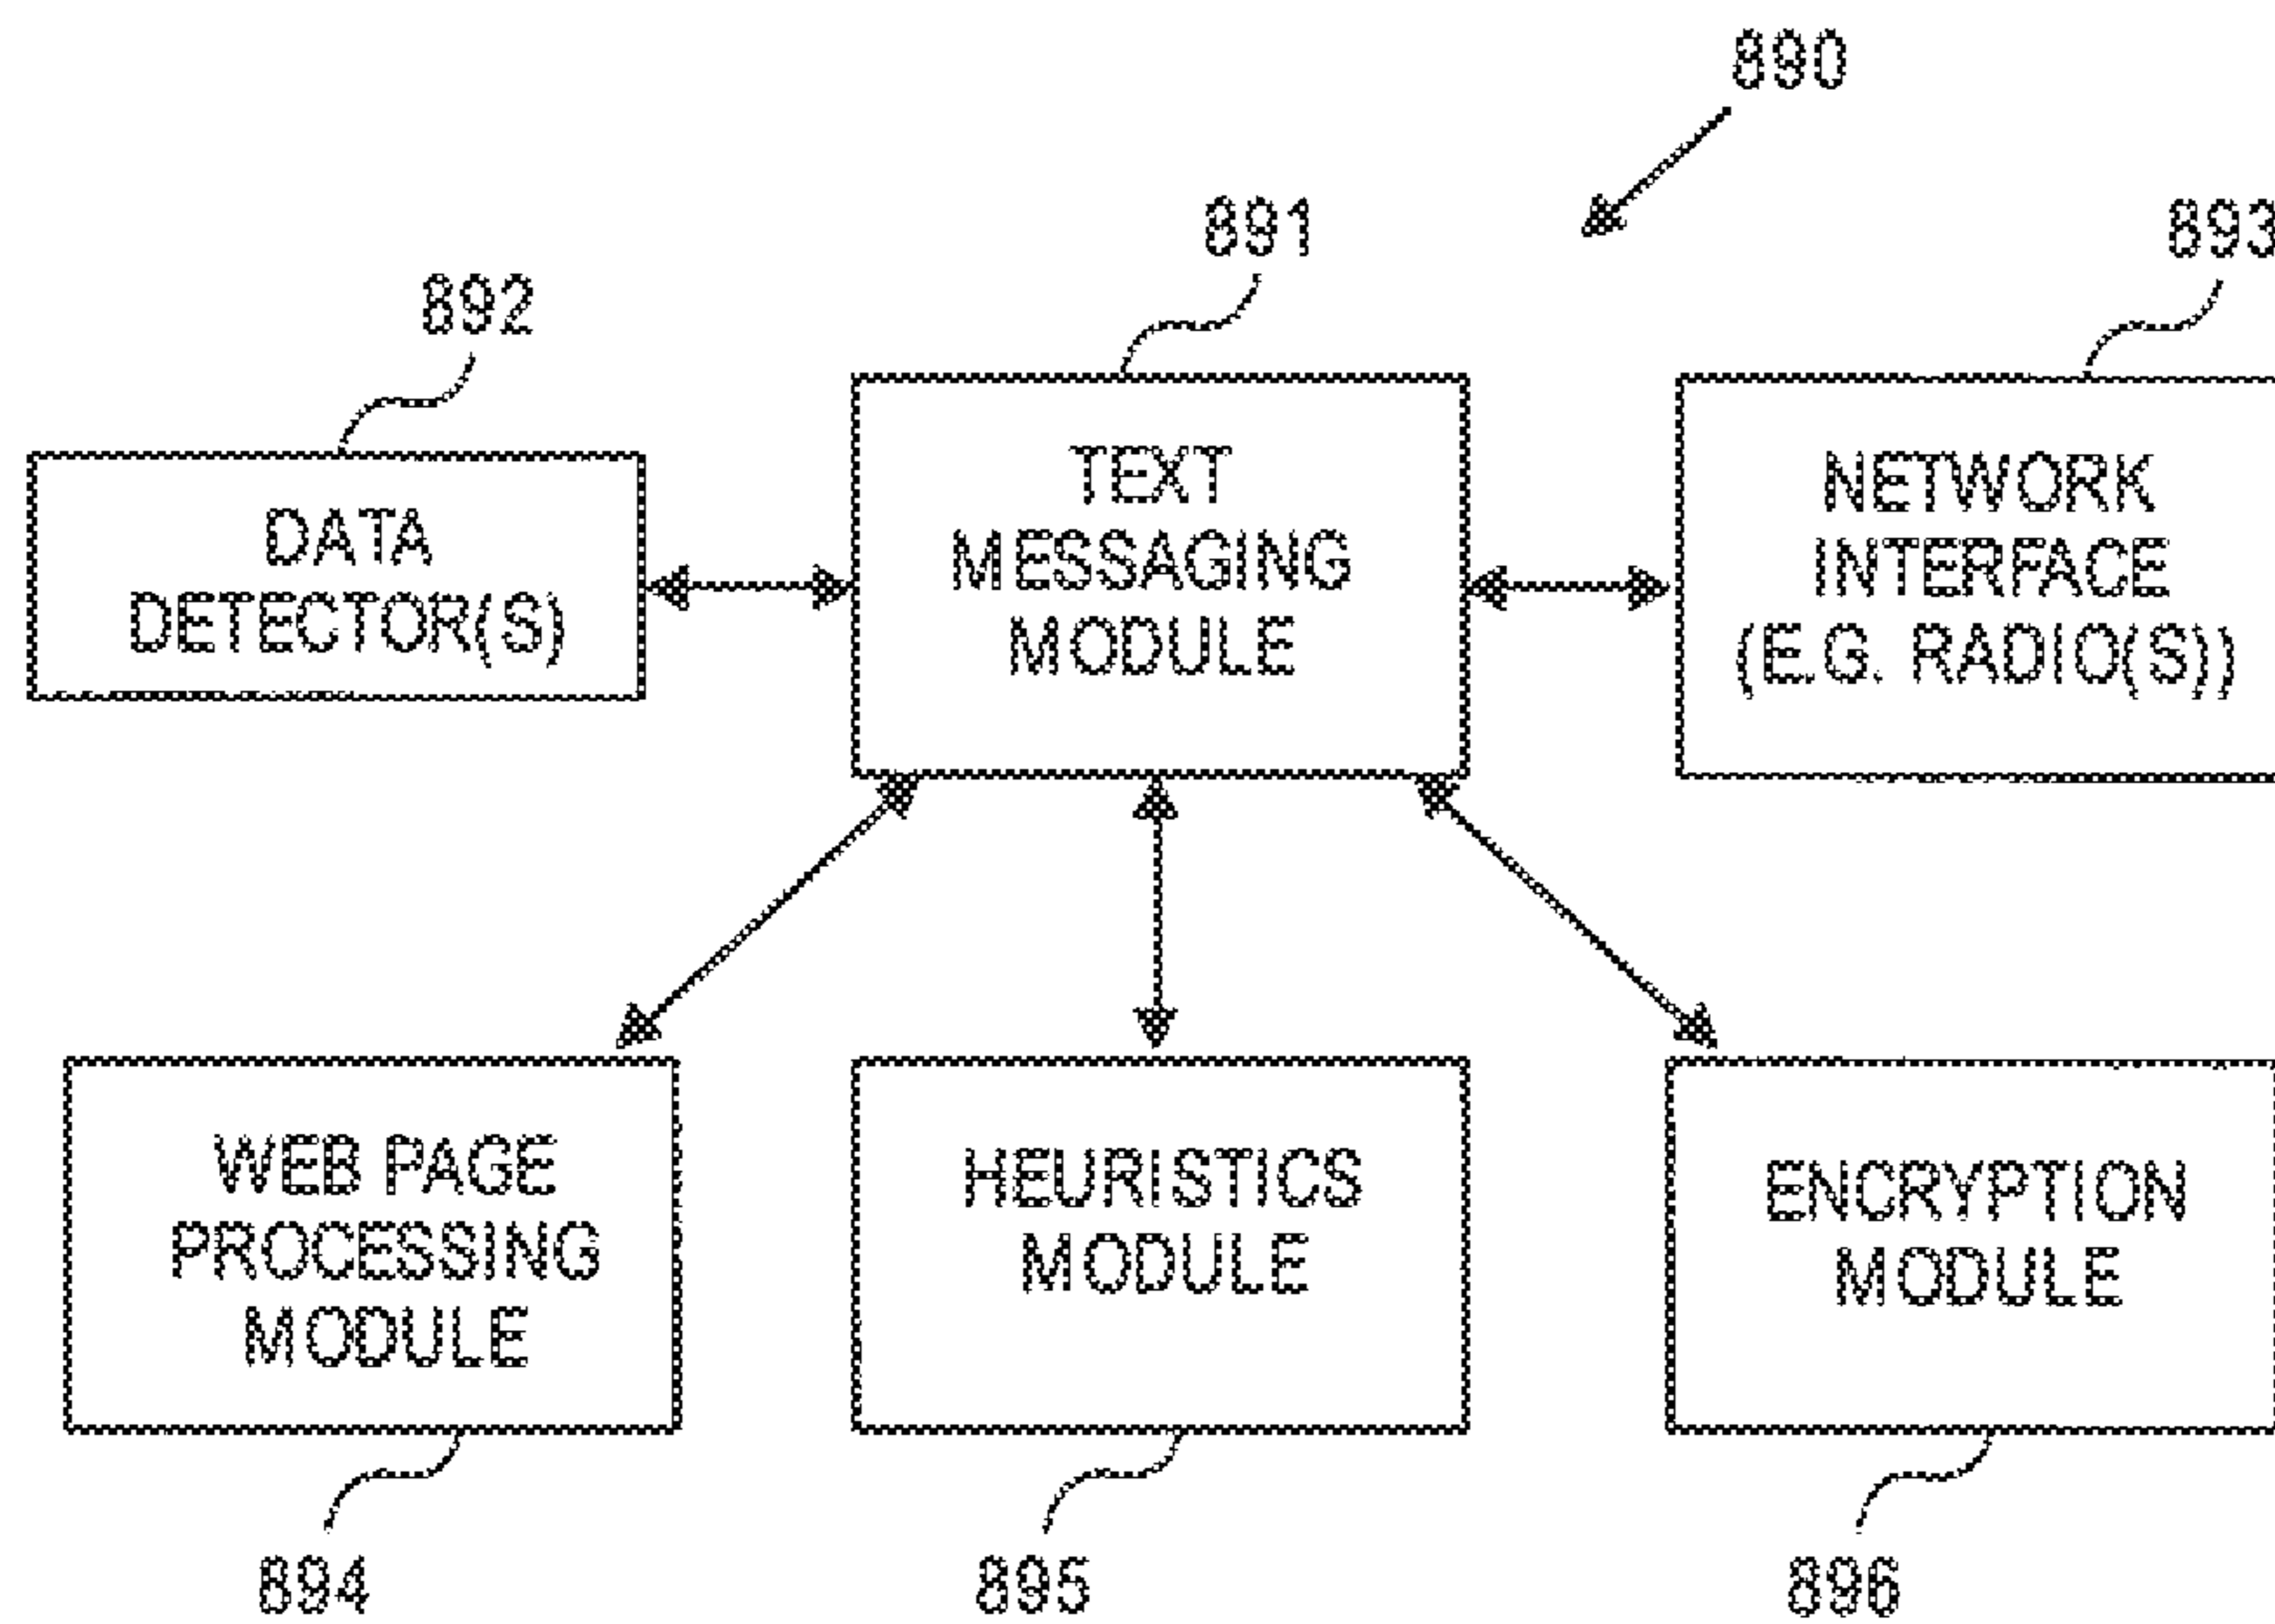 890
891
893
892
DATA
DETECTOR(S)
TEXT
MESSAGING
MODULE
NETWORK
INTERFACE
(E.G. RADIO(S))
WEB PAGE
PROCESSING
MODULE
HEURISTICS
MODULE
ENCRYPTION
MODULE
894
895
896